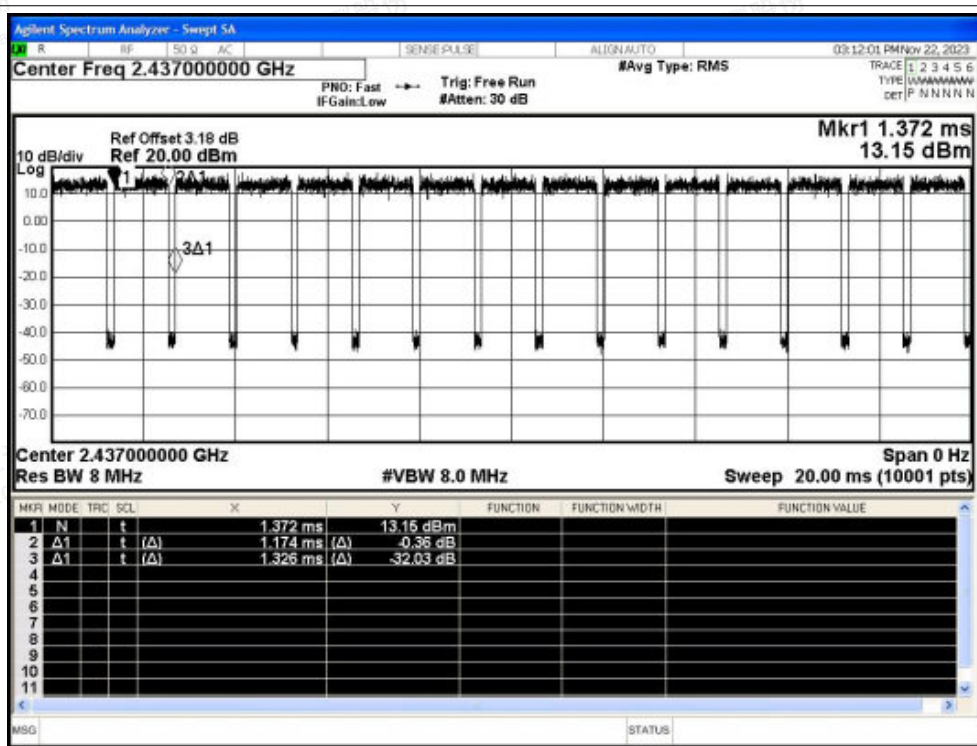 Agilent Spectrum Analyzer - Swept SA
R RF 50 Ω AC SENSE:PULSE ALIGN AUTO 03:12:01 PM Nov 22, 2023
Center Freq 2.437000000 GHz #Avg Type: RMS TRACE 1 2 3 4 5 6
PNO: Fast Trig: Free Run TYPE
IFGain:Low #Atten: 30 dB DET P N N N N N
Mkr1 1.372 ms
13.15 dBm
Ref Offset 3.18 dB
10 dB/div Ref 20.00 dBm
Log
1 2Δ1
10.0
0.00
3Δ1
-10.0
-20.0
-30.0
-40.0
-50.0
-60.0
-70.0
Center 2.437000000 GHz Span 0 Hz
Res BW 8 MHz #VBW 8.0 MHz Sweep 20.00 ms (10001 pts)
MKR MODE TRC SCL X Y FUNCTION FUNCTION WIDTH FUNCTION VALUE
1 N t 1.372 ms 13.15 dBm
2 Δ1 t (Δ) 1.174 ms (Δ) -0.36 dB
3 Δ1 t (Δ) 1.326 ms (Δ) -32.03 dB
4
5
6
7
8
9
10
11
MSG STATUS